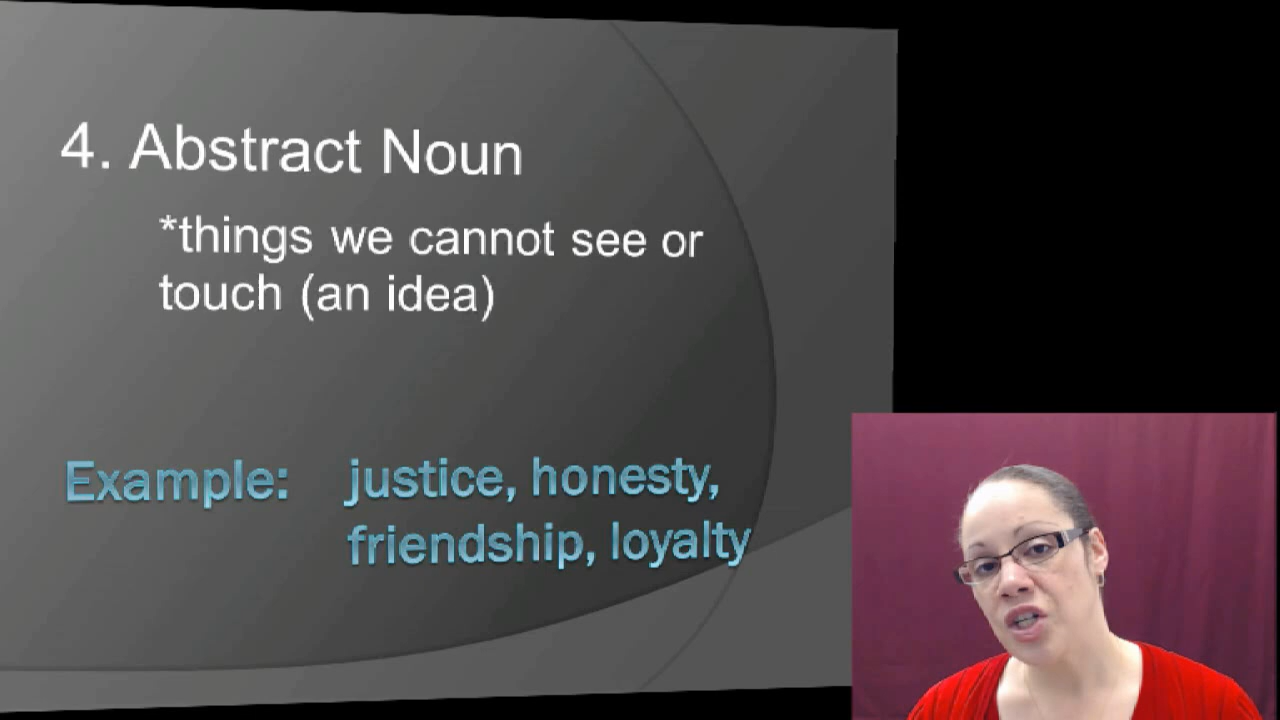 4. Abstract Noun
*things we cannot see or
touch (an idea)
Example: justice, honesty,
friendship, loyalty